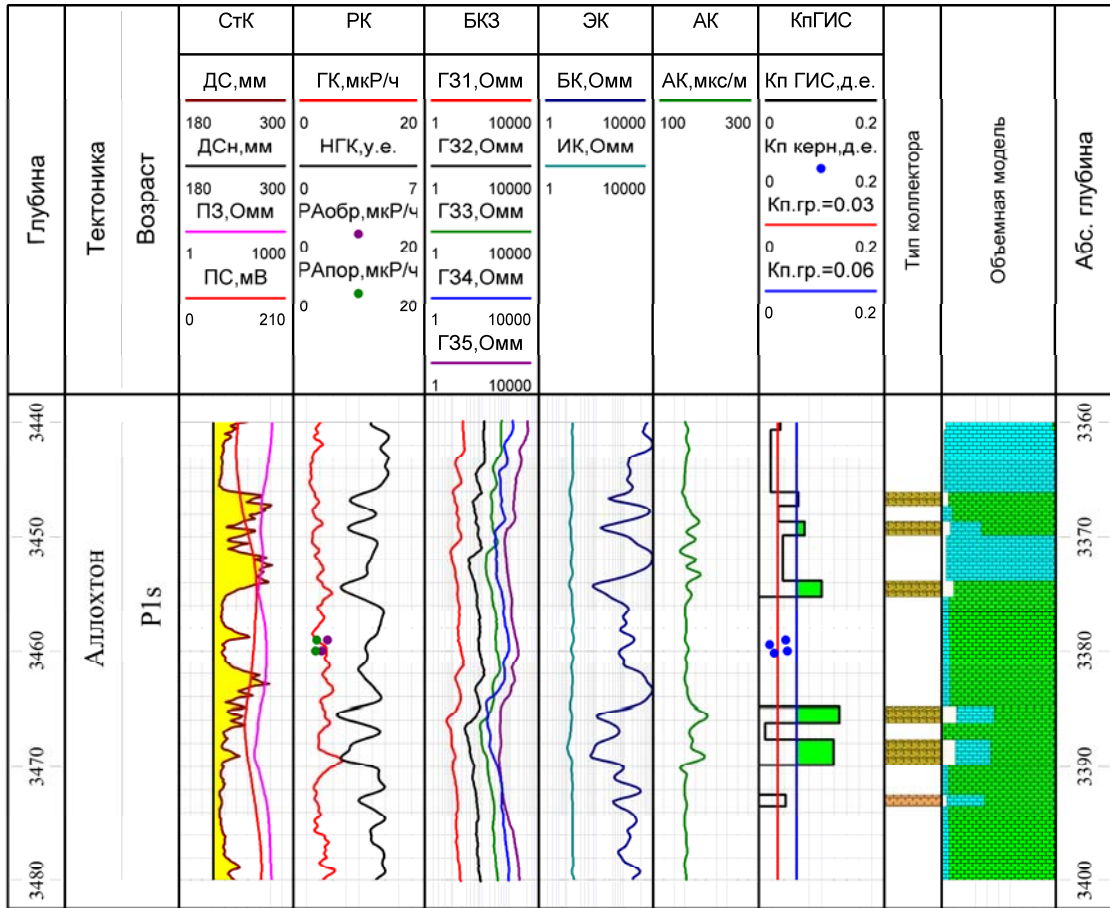 СтК
РК
БКЗ
ЭК
АК
КпГИС
Глубина
Тектоника
Возраст
ДС,мм
180 300
ДСн,мм
180 300
ПЗ,Омм
1 1000
ПС,мВ
0 210
ГК,мкР/ч
0 20
НГК,у.е.
0 7
РАобр,мкР/ч
0 20
РАпор,мкР/ч
0 20
ГЗ1,Омм
1 10000
ГЗ2,Омм
1 10000
ГЗ3,Омм
1 10000
ГЗ4,Омм
1 10000
ГЗ5,Омм
1 10000
БК,Омм
1 10000
ИК,Омм
1 10000
АК,мкс/м
100 300
Кп ГИС,д.е.
0 0.2
Кп керн,д.е.
0 0.2
Кп.гр.=0.03
0 0.2
Кп.гр.=0.06
0 0.2
Тип коллектора
Объемная модель
Абс. глубина
3440
3450
3460
3470
3480
Аллохтон
P1s
3360
3370
3380
3390
3400